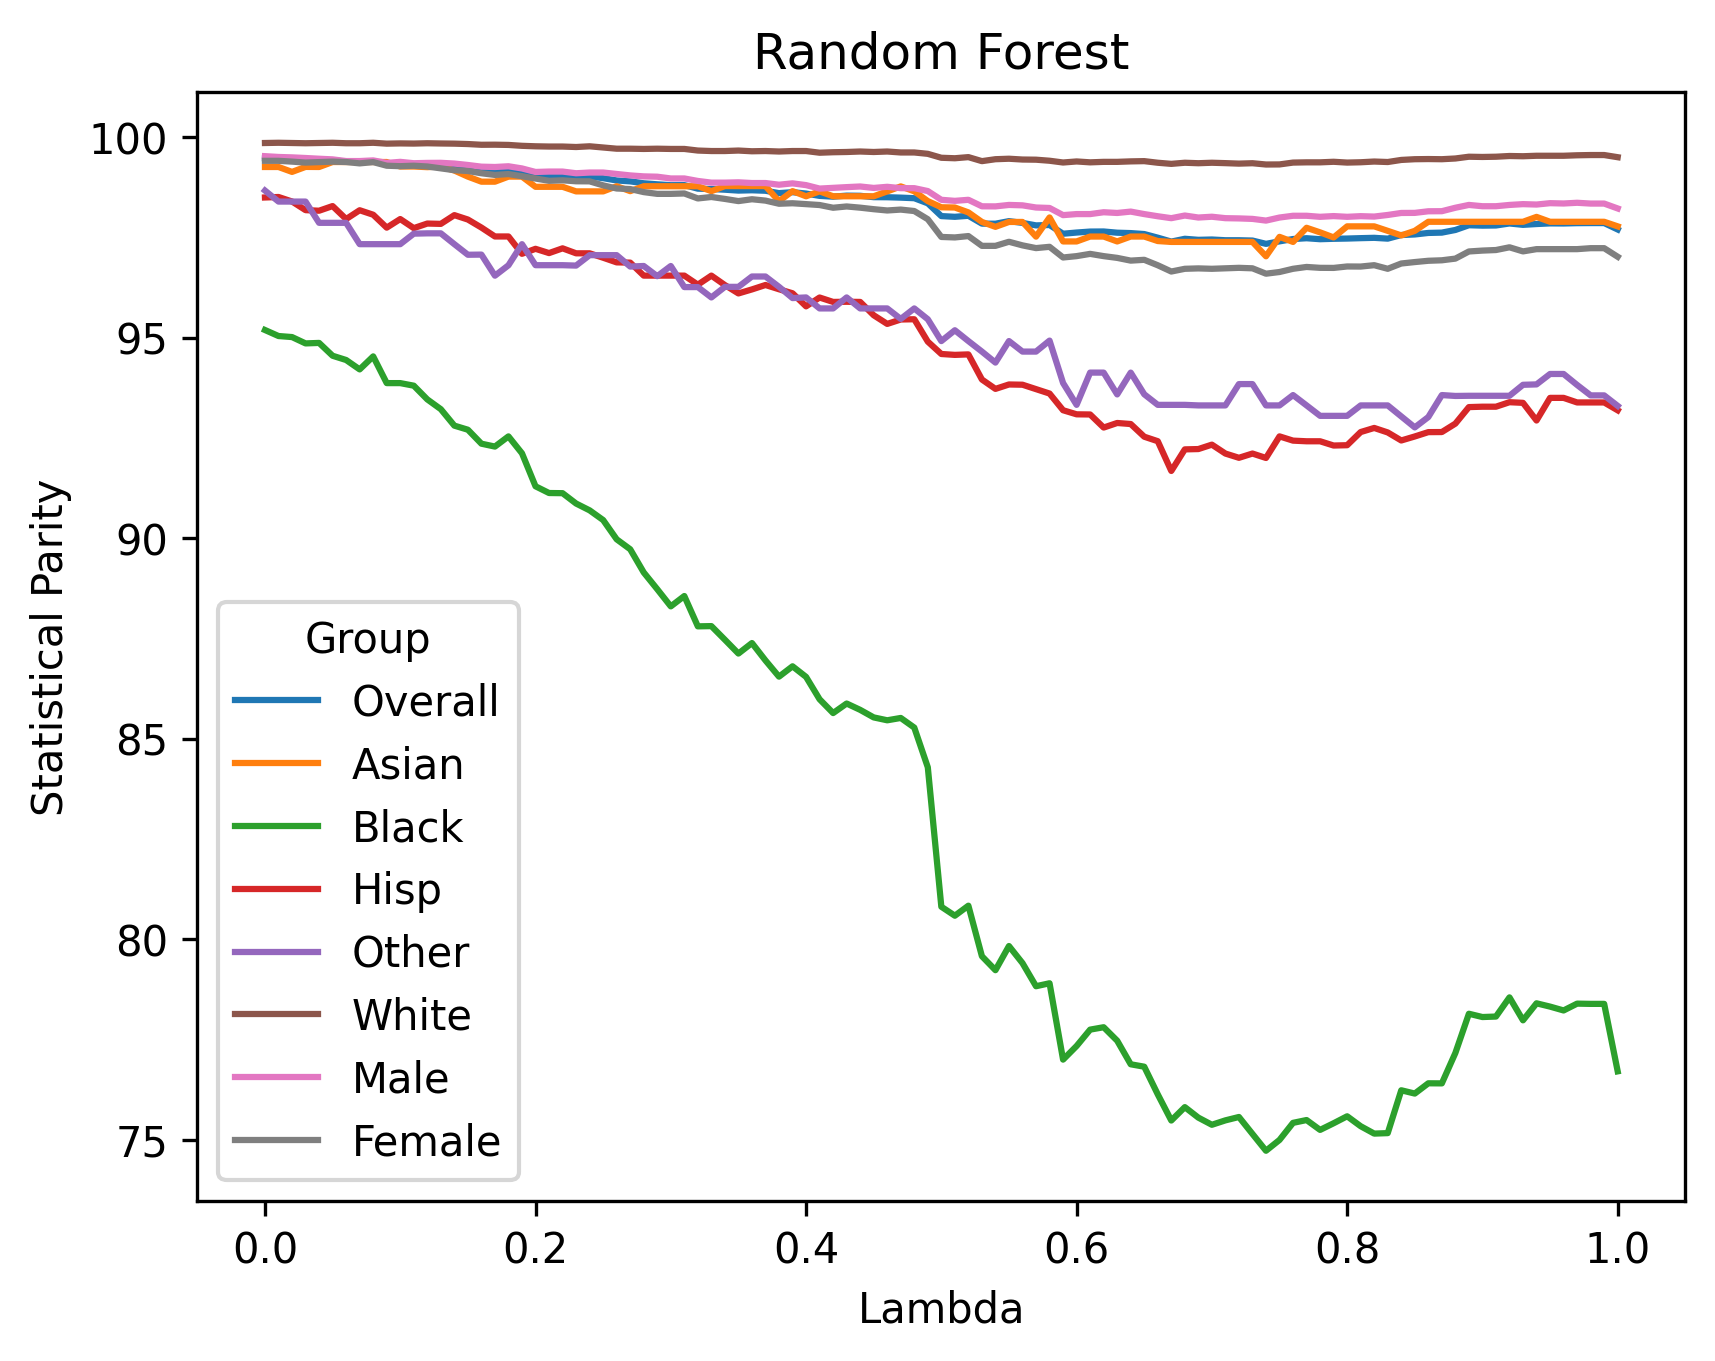 Random Forest
Statistical Parity
100
95
90
85
80
75
Group
Overall
Asian
Black
Hisp
Other
White
Male
Female
0.0 0.2 0.4 0.6 0.8 1.0
Lambda